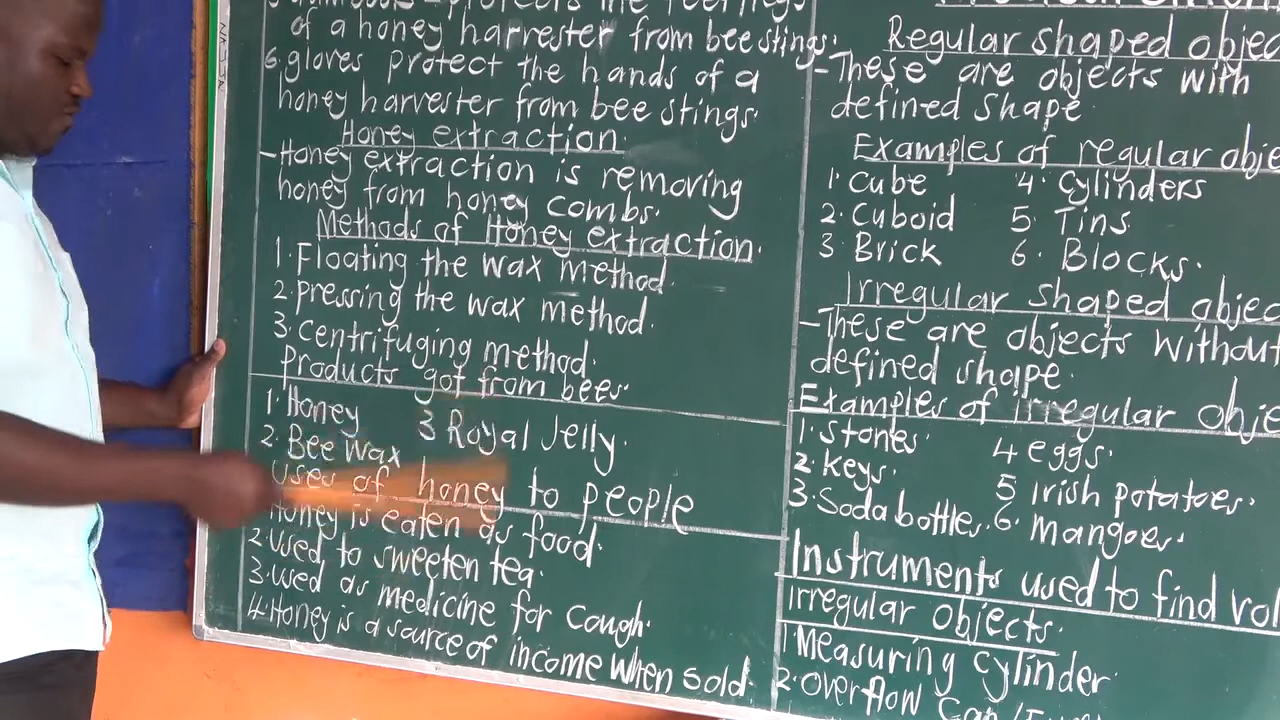 of a honey harvester from bee stings.
6. gloves protect the hands of a
honey harvester from bee stings.
Honey extraction.
-Honey extraction is removing
honey from honey combs.
Methods of Honey extraction.
1. Floating the wax method.
2. pressing the wax method.
3. Centrifuging method.
Products got from bees.
1. Honey 3 Royal Jelly.
2. Bee wax
Uses of honey to people
Honey is eaten as food.
2. Used to sweeten tea.
3. used as medicine for Cough.
4. Honey is a source of income when sold.
Regular shaped objec
-These are objects with
defined shape.
Examples of regular obje
1. Cube 4. Cylinders
2. Cuboid 5. Tins.
3. Brick 6. Blocks.
Irregular shaped objec
-These are objects without
defined shape.
Examples of irregular obje
1. Stones. 4 eggs.
2. Keys. 5 Irish potatoes.
3. Soda bottles. 6. Mangoes.
Instruments used to find vol
irregular objects.
1. Measuring cylinder.
2. Overflow Can